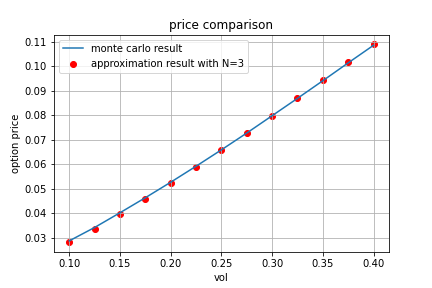 price comparison
monte carlo result
approximation result with N=3
option price
0.11
0.10
0.09
0.08
0.07
0.06
0.05
0.04
0.03
0.10 0.15 0.20 0.25 0.30 0.35 0.40
vol